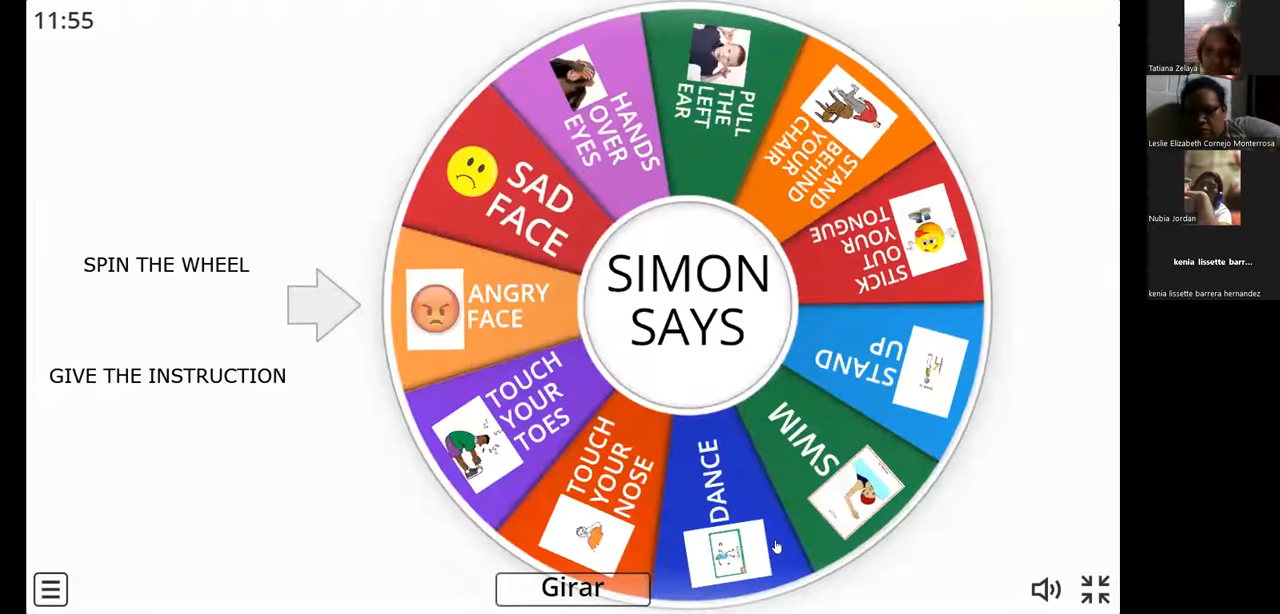 11:55
SPIN THE WHEEL
GIVE THE INSTRUCTION
SIMON
SAYS
PULL
THE
LEFT
EAR
STAND
BEHIND
YOUR
CHAIR
STICK
OUT
YOUR
TONGUE
STAND
UP
SWIM
DANCE
TOUCH
YOUR
NOSE
TOUCH
YOUR
TOES
ANGRY
FACE
SAD
FACE
HANDS
OVER
EYES
Girar
Tatiana Zelaya
Leslie Elizabeth Cornejo Monterrosa
Nubia Jordan
kenia lissette barr...
kenia lissette barrera hernandez